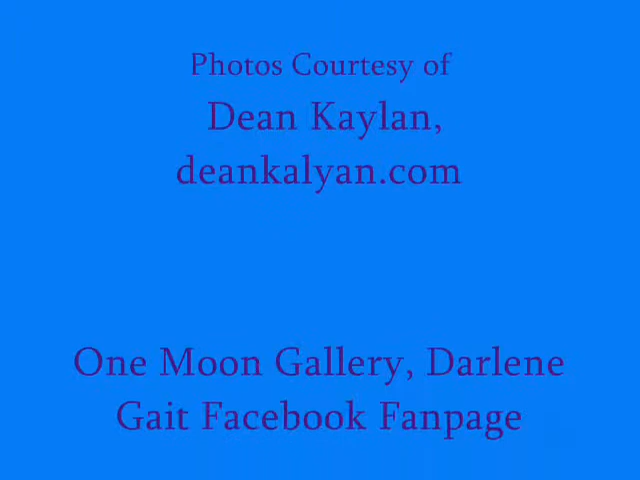 Photos Courtesy of
Dean Kaylan,
deankalyan.com
One Moon Gallery, Darlene
Gait Facebook Fanpage